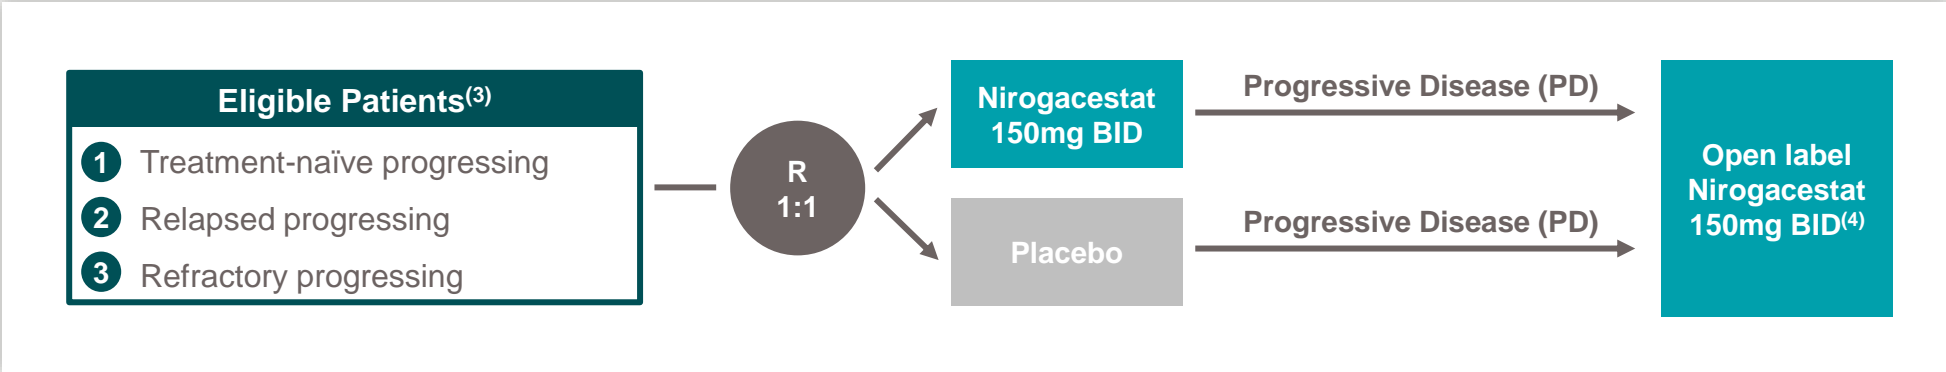 Eligible Patients(3)
1 Treatment-naïve progressing
2 Relapsed progressing
3 Refractory progressing
R
1:1
Nirogacestat
150mg BID
Placebo
Progressive Disease (PD)
Progressive Disease (PD)
Open label
Nirogacestat
150mg BID(4)